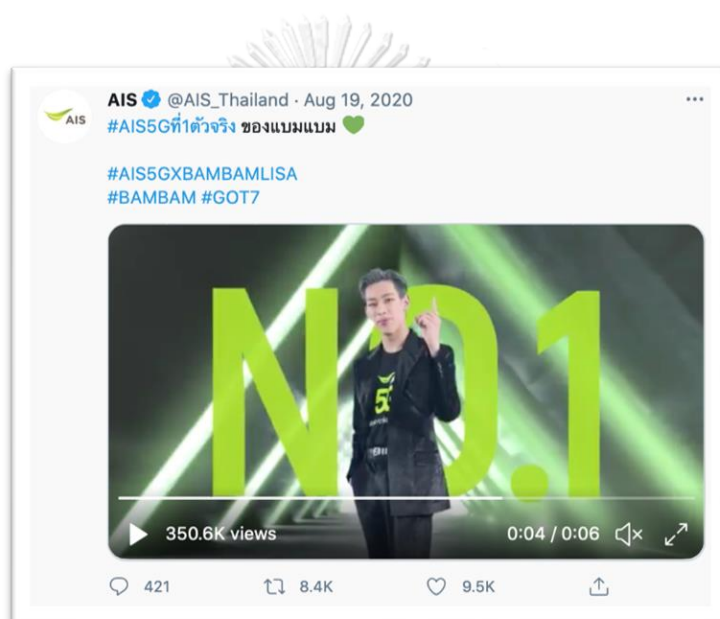 AIS @AIS_Thailand · Aug 19, 2020
AIS
#AIS5Gที่1ตัวจริง ของแบมแบม
#AIS5GXBAMBAMLISA
#BAMBAM #GOT7
NO.1
5G
350.6K views
0:04 / 0:06
421
8.4K
9.5K